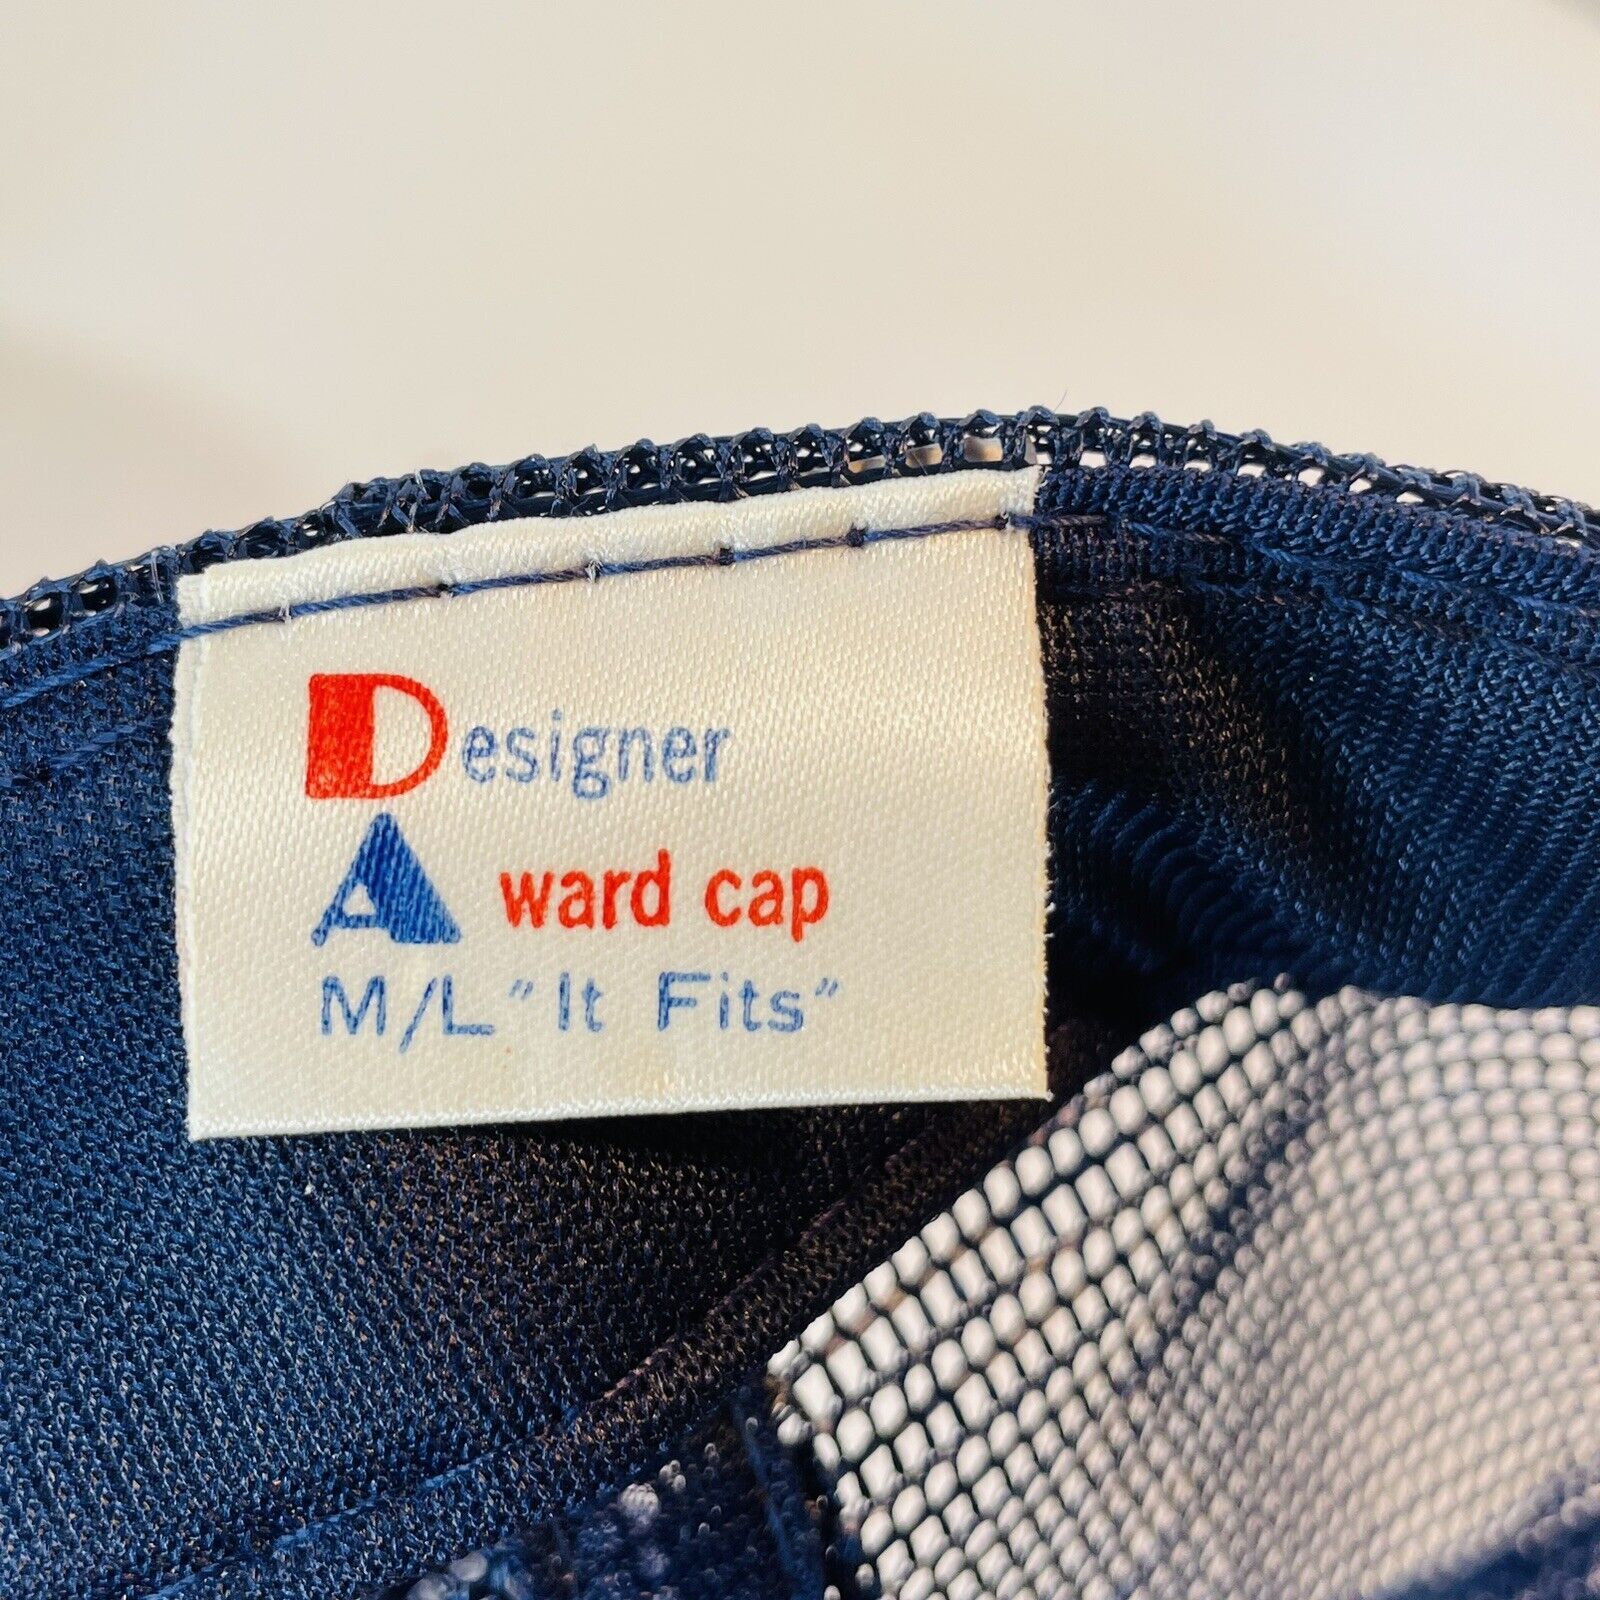 Designer
Award cap
M/L "It Fits"